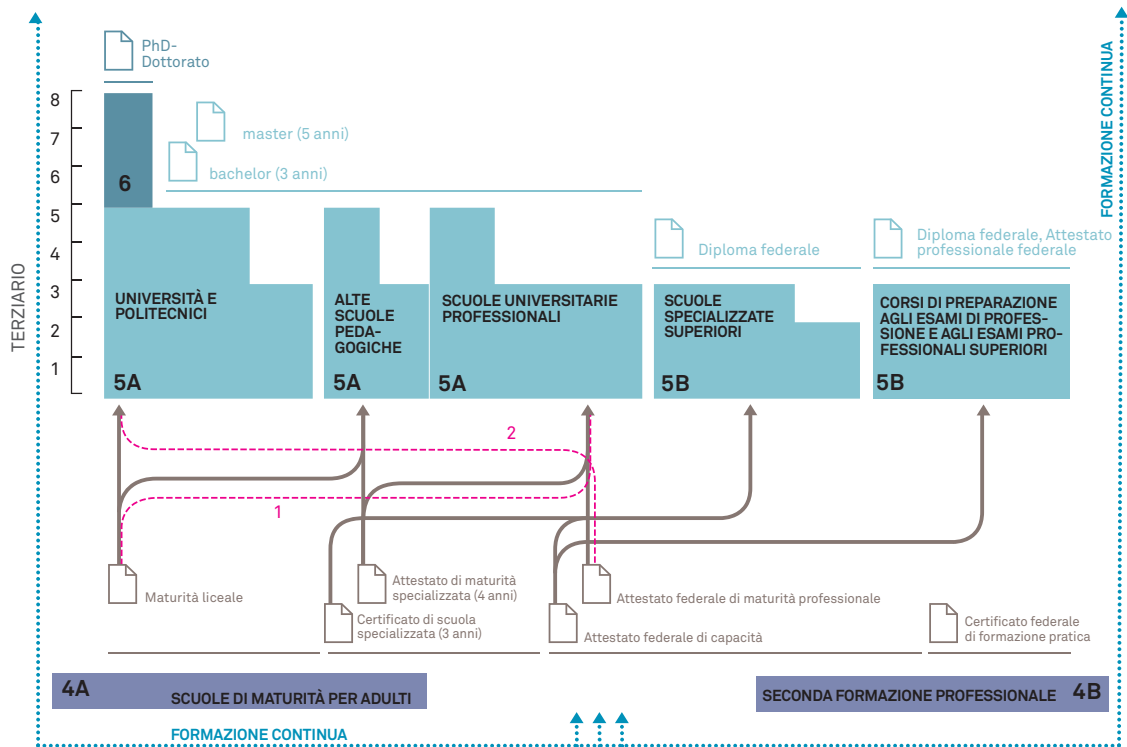 PhD-
Dottorato
master (5 anni)
bachelor (3 anni)
FORMAZIONE CONTINUA
TERZIARIO
8
7
6
6
5
4
3
2
1
6
Diploma federale
Diploma federale, Attestato
professionale federale
UNIVERSITÀ E
POLITECNICI
5A
ALTE
SCUOLE
PEDA-
GOGICHE
5A
SCUOLE UNIVERSITARIE
PROFESSIONALI
5A
SCUOLE
SPECIALIZZATE
SUPERIORI
5B
CORSI DI PREPARAZIONE
AGLI ESAMI DI PROFES-
SIONE E AGLI ESAMI PRO-
FESSIONALI SUPERIORI
5B
2
1
Maturità liceale
Attestato di maturità
specializzata (4 anni)
Certificato di scuola
specializzata (3 anni)
Attestato federale di maturità professionale
Attestato federale di capacità
Certificato federale
di formazione pratica
4A
SCUOLE DI MATURITÀ PER ADULTI
SECONDA FORMAZIONE PROFESSIONALE
4B
FORMAZIONE CONTINUA